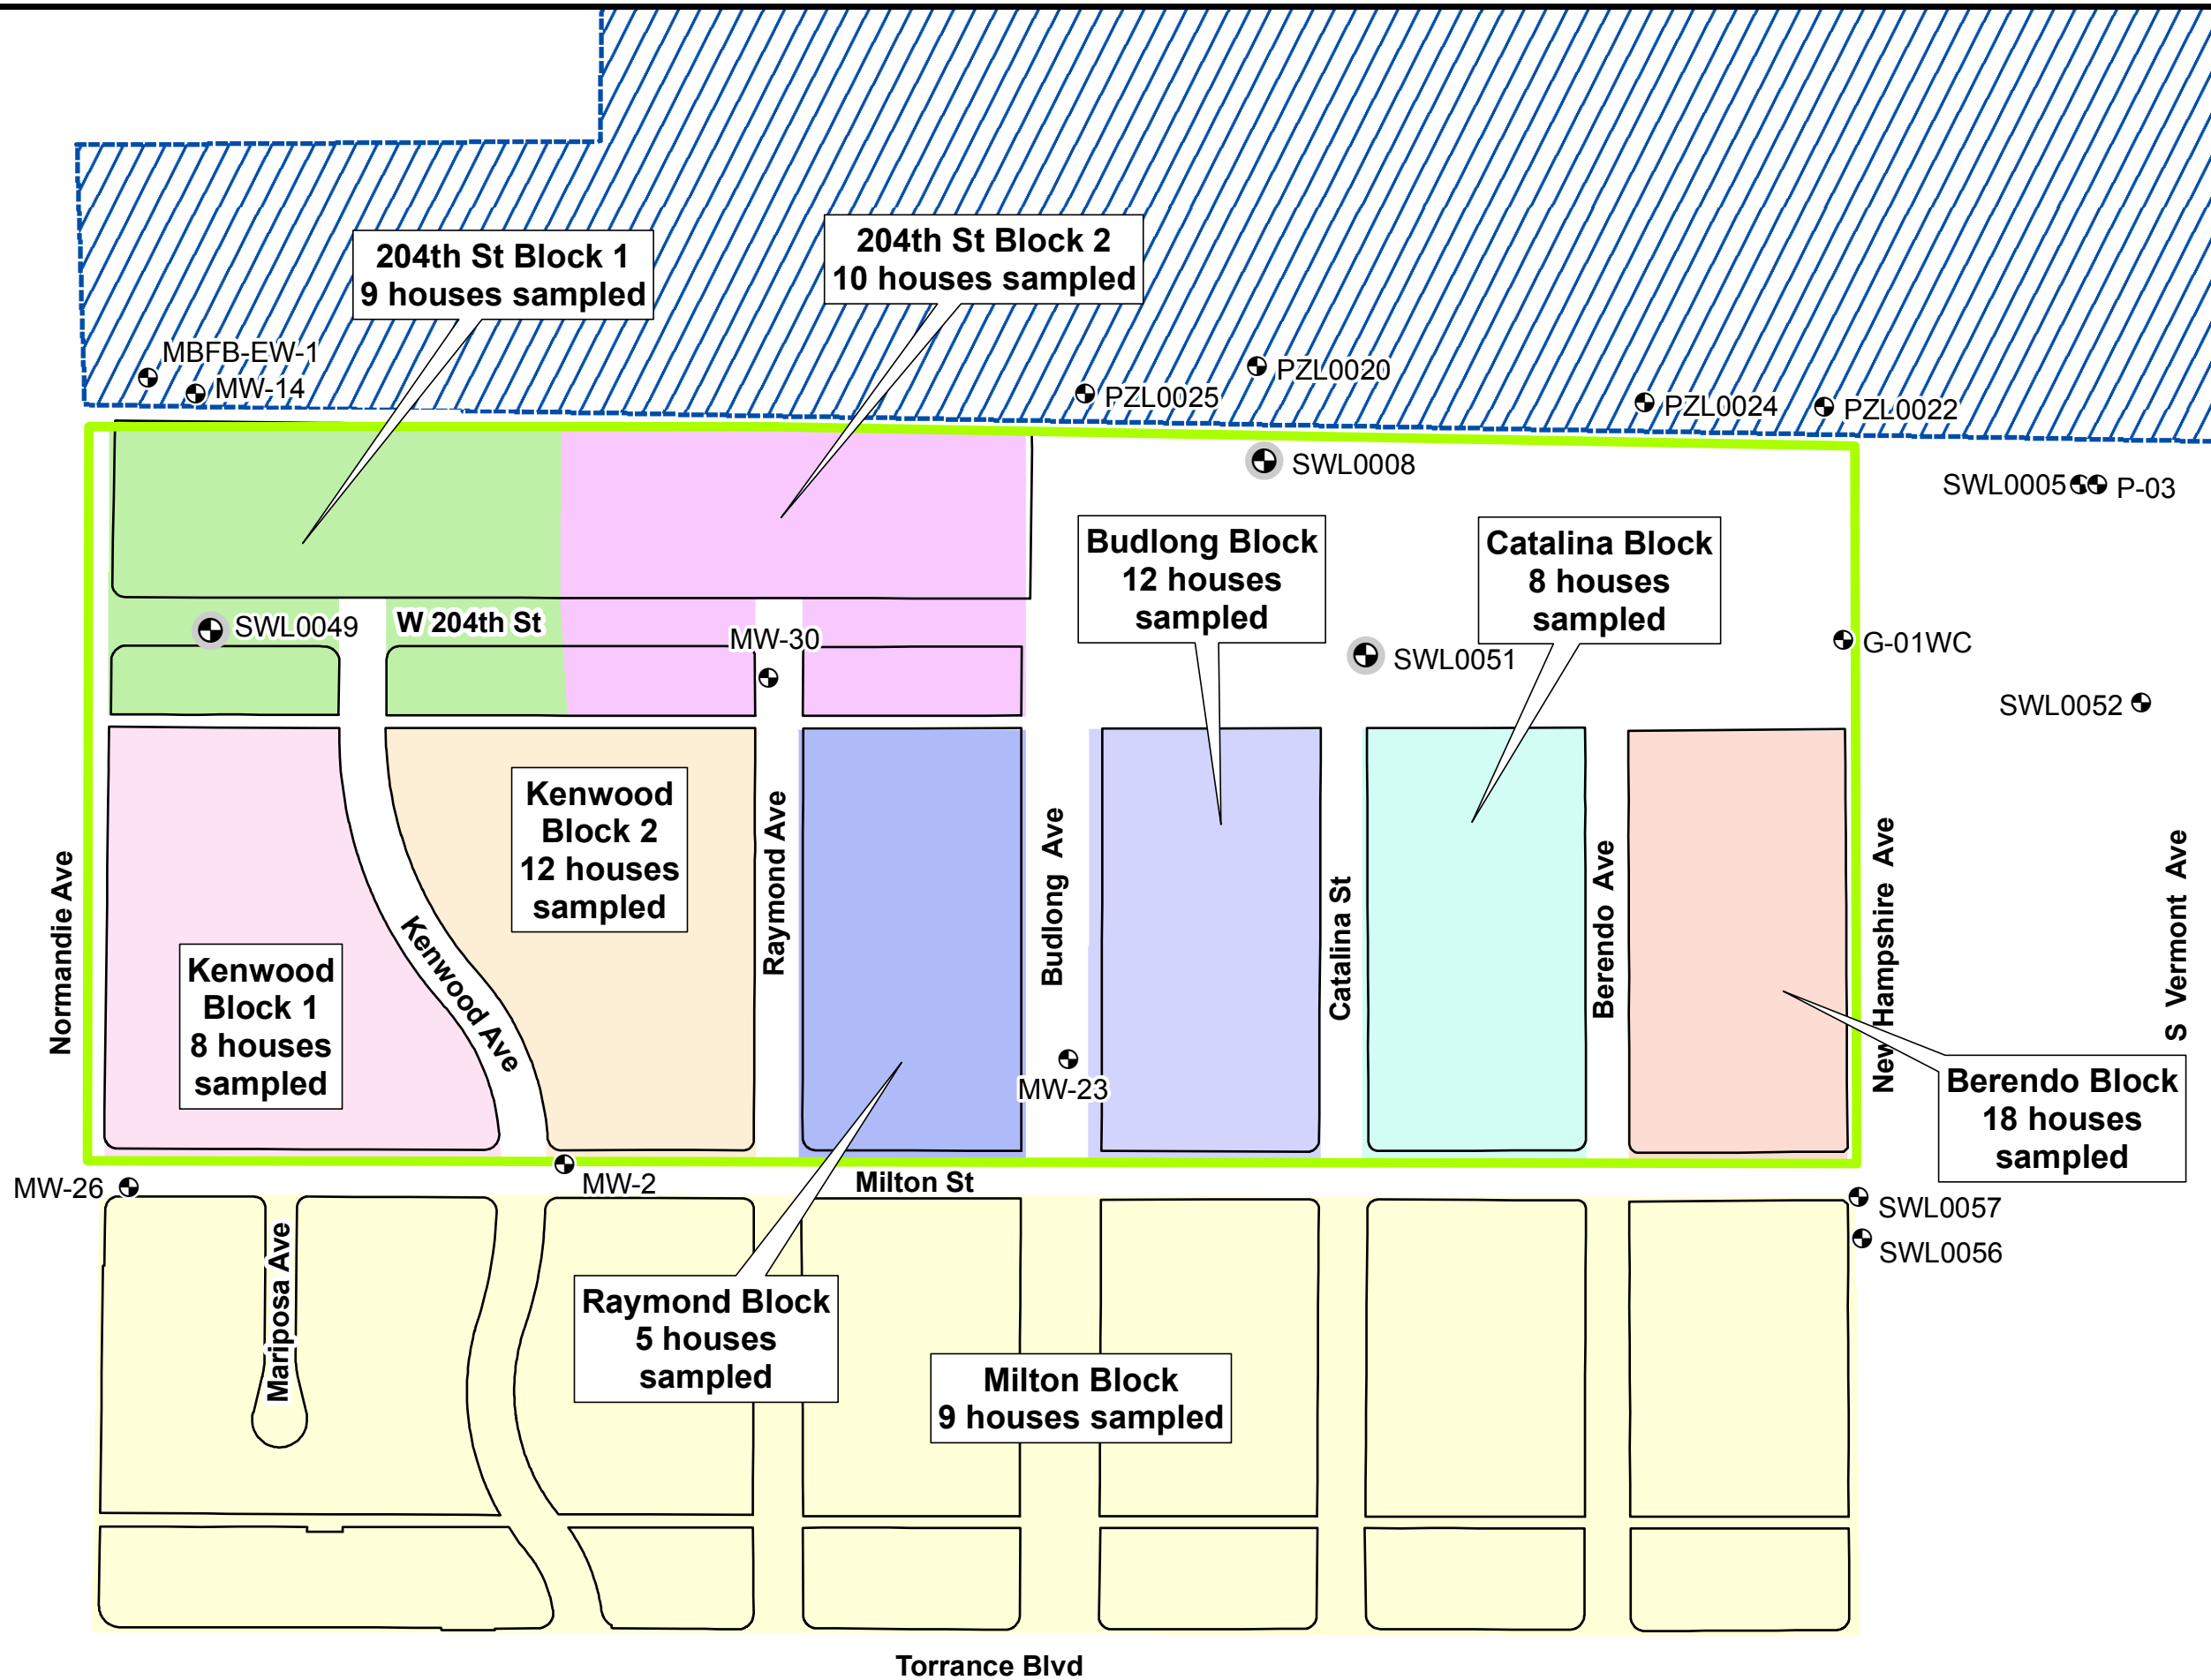 204th St Block 1
9 houses sampled
204th St Block 2
10 houses sampled
MBFB-EW-1
MW-14
PZL0025
PZL0020
PZL0024
PZL0022
SWL0008
SWL0005
P-03
Budlong Block
12 houses
sampled
Catalina Block
8 houses
sampled
SWL0049
W 204th St
MW-30
SWL0051
G-01WC
SWL0052
Kenwood
Block 2
12 houses
sampled
Normandie Ave
Kenwood Ave
Raymond Ave
Budlong Ave
Catalina St
Berendo Ave
New Hampshire Ave
S Vermont Ave
Kenwood
Block 1
8 houses
sampled
MW-23
Berendo Block
18 houses
sampled
MW-26
MW-2
Milton St
SWL0057
SWL0056
Mariposa Ave
Raymond Block
5 houses
sampled
Milton Block
9 houses sampled
Torrance Blvd